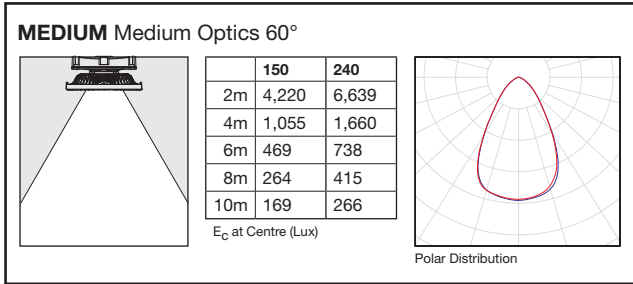 MEDIUM Medium Optics 60°
150 240
2m 4,220 6,639
4m 1,055 1,660
6m 469 738
8m 264 415
10m 169 266
EC at Centre (Lux)
Polar Distribution